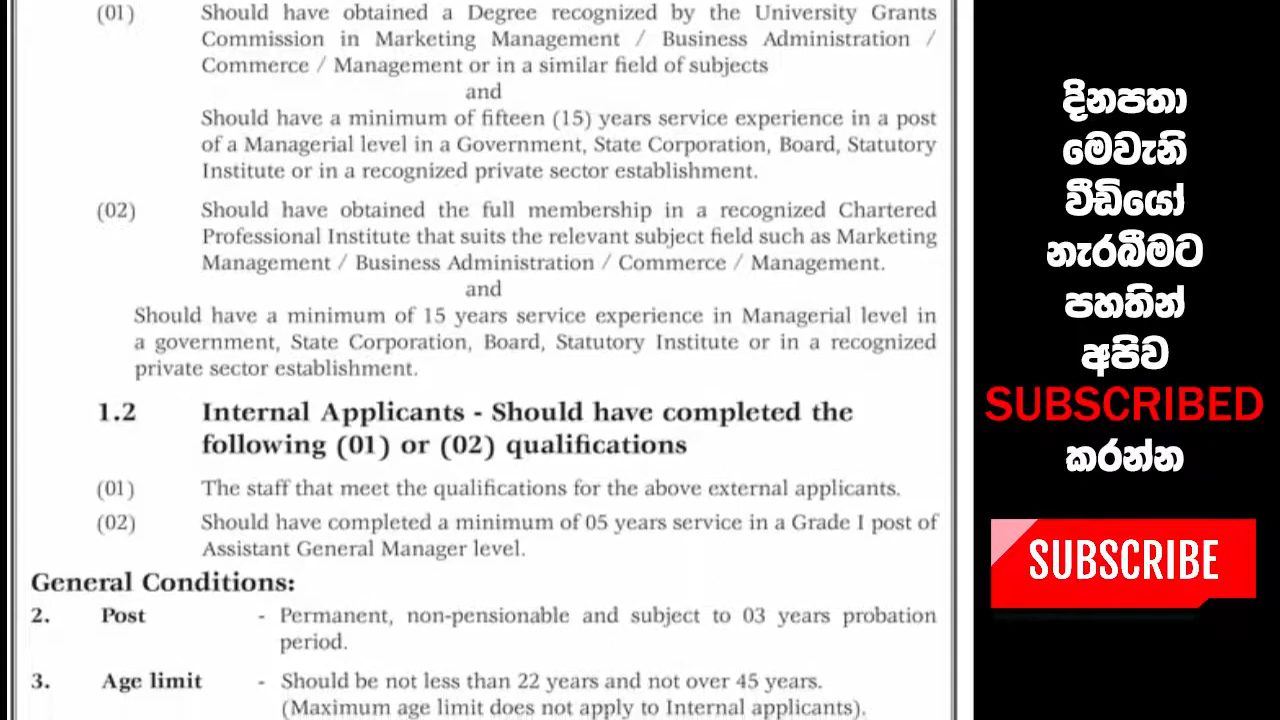 (01) Should have obtained a Degree recognized by the University Grants
Commission in Marketing Management / Business Administration /
Commerce / Management or in a similar field of subjects
and
Should have a minimum of fifteen (15) years service experience in a post
of a Managerial level in a Government, State Corporation, Board, Statutory
Institute or in a recognized private sector establishment.
(02) Should have obtained the full membership in a recognized Chartered
Professional Institute that suits the relevant subject field such as Marketing
Management / Business Administration / Commerce / Management.
and
Should have a minimum of 15 years service experience in Managerial level in
a government, State Corporation, Board, Statutory Institute or in a recognized
private sector establishment.
1.2 Internal Applicants - Should have completed the
following (01) or (02) qualifications
(01) The staff that meet the qualifications for the above external applicants.
(02) Should have completed a minimum of 05 years service in a Grade I post of
Assistant General Manager level.
General Conditions:
2. Post - Permanent, non-pensionable and subject to 03 years probation
period.
3. Age limit - Should be not less than 22 years and not over 45 years.
(Maximum age limit does not apply to Internal applicants).
දිනපතා
මෙවැනි
වීඩියෝ
නැරබීමට
පහතින්
අපිව
SUBSCRIBED
කරන්න
SUBSCRIBE